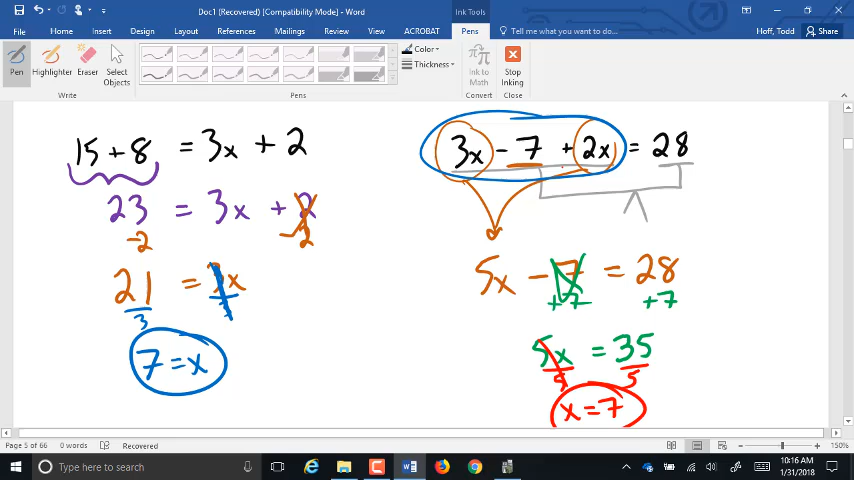 Doc1 (Recovered) [Compatibility Mode] - Word
Ink Tools
File Home Insert Design Layout References Mailings Review View ACROBAT Pens Tell me what you want to do... Hoff, Todd Share
Pen Highlighter Eraser Select Objects
Color
Thickness
Ink to Math
Stop Inking
Write Pens Convert Close
15 + 8 = 3x + 2
23 = 3x + 2
-2 -2
21 = 3x
3 3
7 = x
3x - 7 + 2x = 28
5x - 7 = 28
+7 +7
5x = 35
5 5
x = 7
Page 5 of 66 0 words Recovered 150%
Type here to search
10:16 AM
1/31/2018